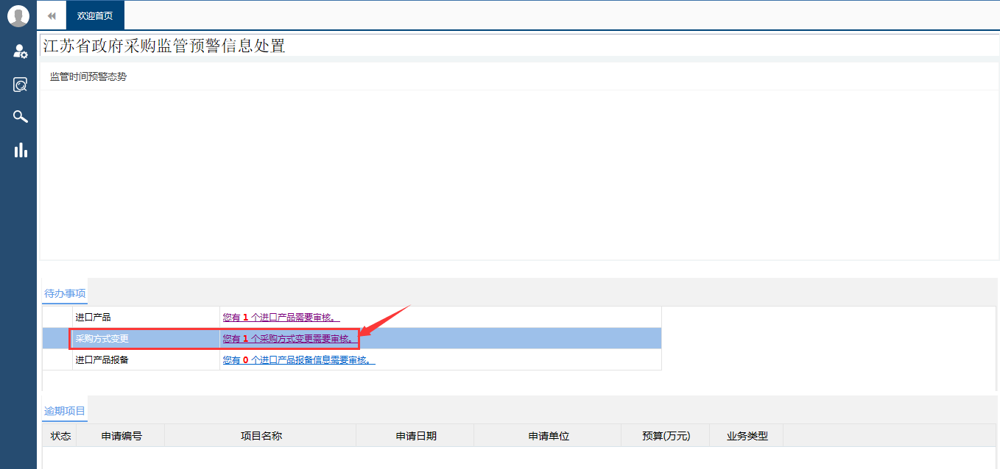 欢迎首页
江苏省政府采购监管预警信息处置
监管时间预警态势
待办事项
进口产品 您有 1 个进口产品需要审核。
采购方式变更 您有 1 个采购方式变更需要审核。
进口产品报备 您有 0 个进口产品报备信息需要审核。
逾期项目
状态 申请编号 项目名称 申请日期 申请单位 预算(万元) 业务类型